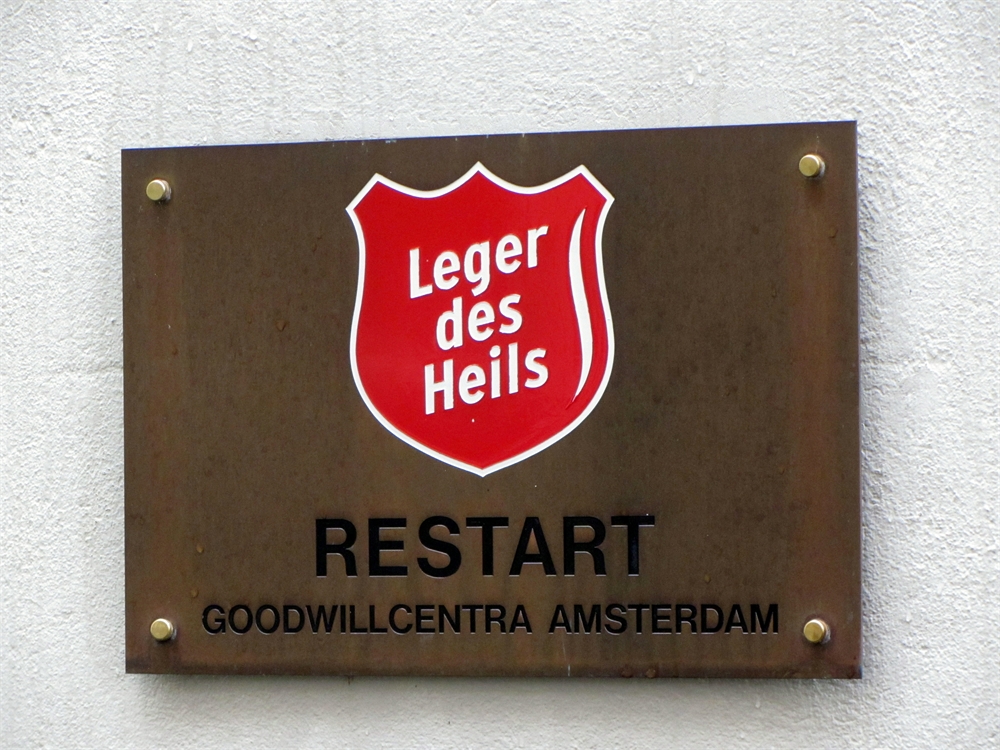 Leger
des
Heils
RESTART
GOODWILLCENTRA AMSTERDAM